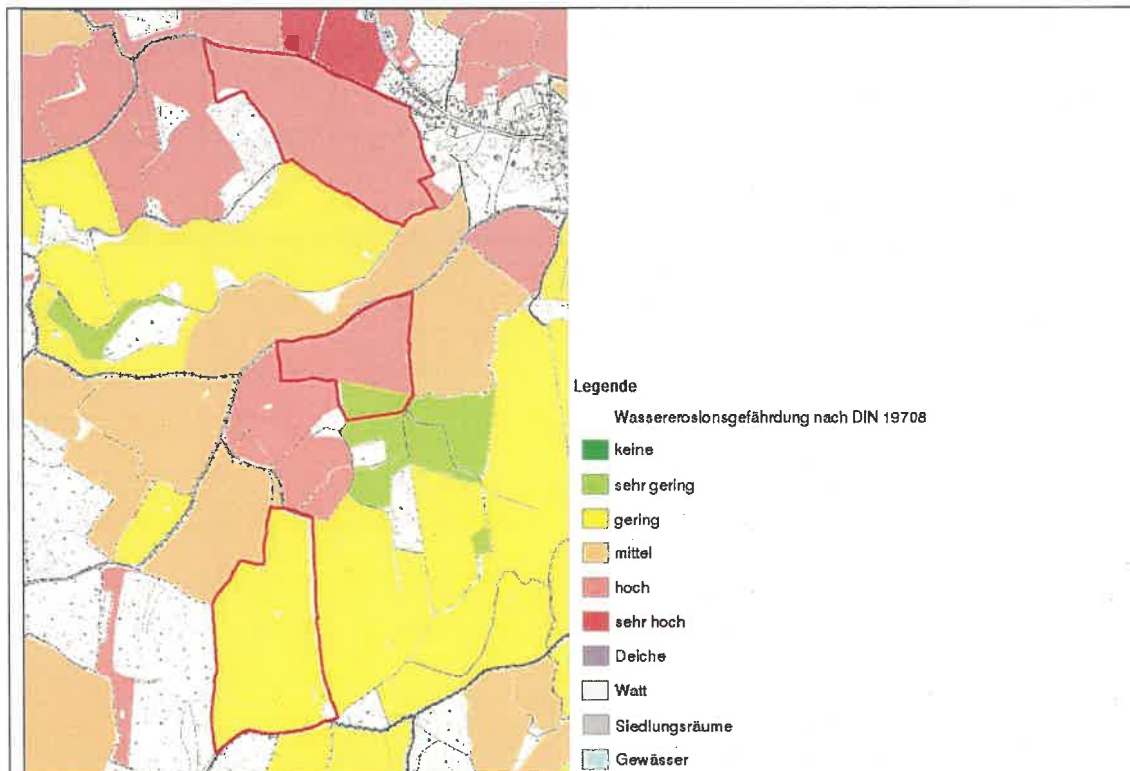 Legende
Wassererosionsgefährdung nach DIN 19708
keine
sehr gering
gering
mittel
hoch
sehr hoch
Deiche
Watt
Siedlungsräume
Gewässer